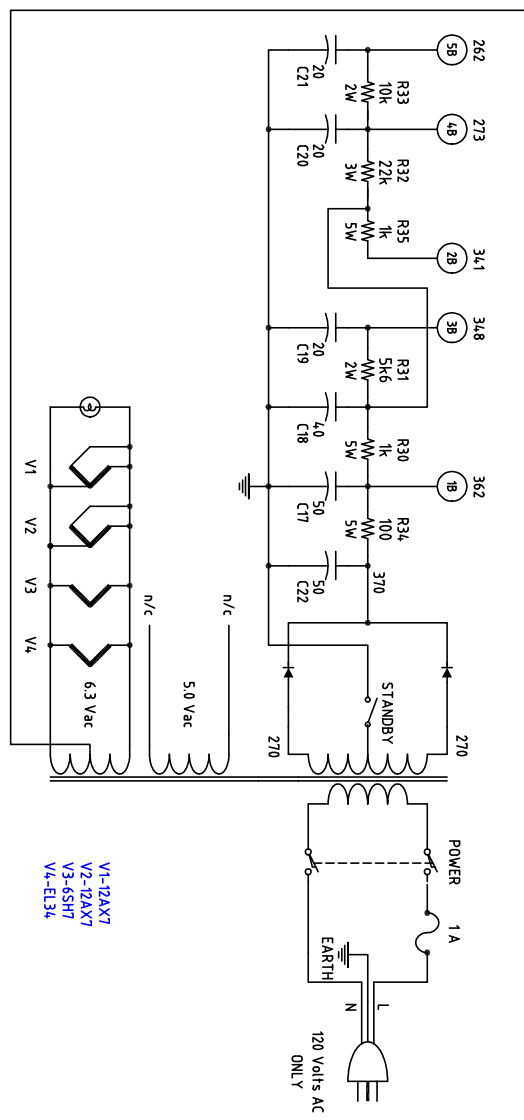 262
5B
20
C21
R33
10k
2W
273
4B
20
C20
R32
22k
3W
R35
1k
5W
341
2B
348
3B
20
C19
R31
5k6
2W
40
C18
R30
1k
5W
362
1B
50
C17
R34
100
5W
50
C22
370
STANDBY
270
270
V1
V2
V3
V4
n/c
n/c
6.3 Vac
5.0 Vac
V1-12AX7
V2-12AX7
V3-6SH7
V4-EL34
POWER
1A
EARTH
L
N
120 Volts AC
ONLY